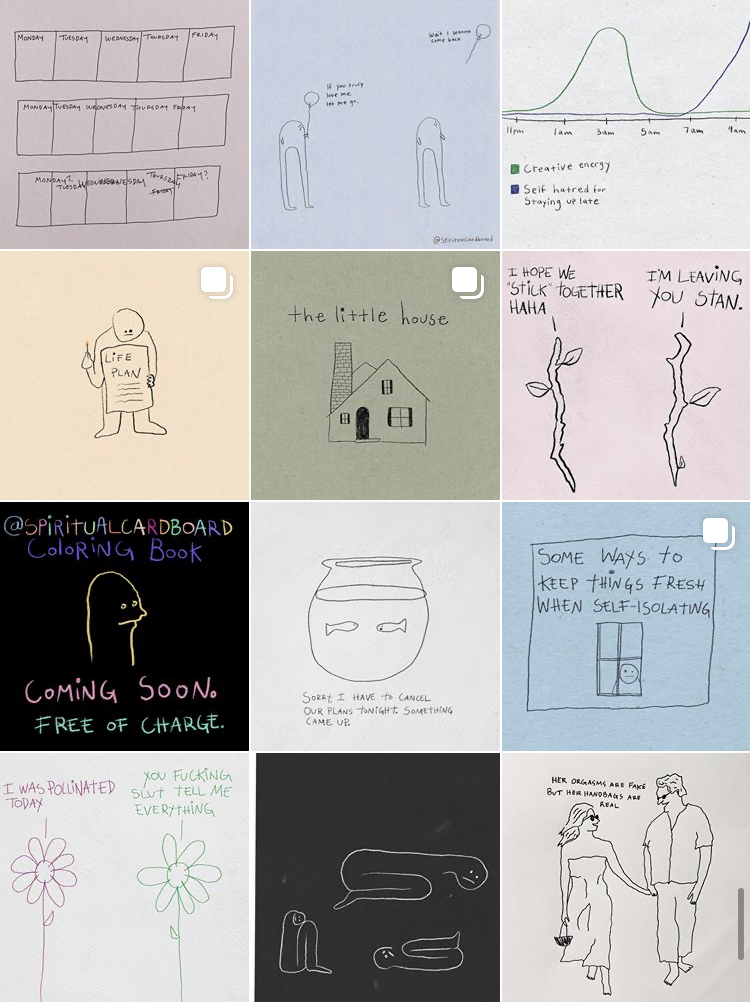 MONDAY TUESDAY WEDNESDAY THURSDAY FRIDAY
MONDAY TUESDAY WEDNESDAY THURSDAY FRIDAY
MONDAY? TUESDAY THURSDAY FRIDAY?
FRIDAY
Wait I wanna
come back
If you truly
love me,
let me go.
@spiritualcardboard
11pm 1am 3am 5am 7am 9am
Creative energy
Self hatred for
Staying up late
LIFE
PLAN
the little house
I HOPE WE
"STICK" TOGETHER
HAHA
I'M LEAVING
YOU STAN.
@SPIRITUALCARDBOARD
COLORING BOOK
COMING SOON.
FREE OF CHARGE.
SORRY, I HAVE TO CANCEL
OUR PLANS TONIGHT. SOMETHING
CAME UP.
SOME WAYS TO
KEEP THINGS FRESH
WHEN SELF-ISOLATING
I WAS POLLINATED
TODAY
YOU FUCKING
SLUT TELL ME
EVERYTHING
HER ORGASMS ARE FAKE
BUT HER HANDBAGS ARE
REAL